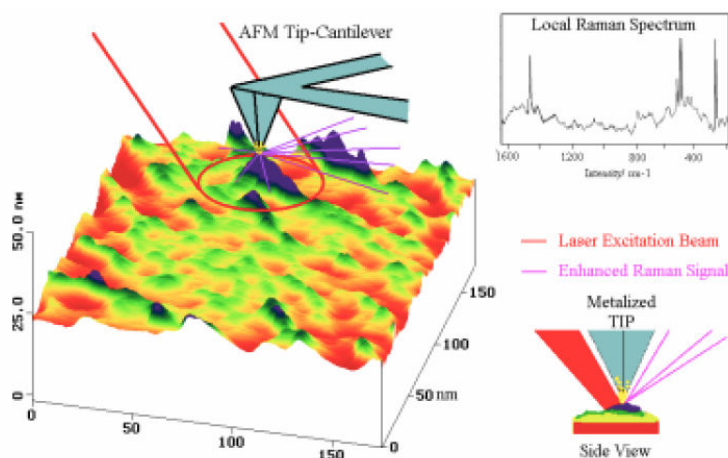 AFM Tip-Cantilever
Local Raman Spectrum
1600
1200
800
400
Intensity/ cm-1
Laser Excitation Beam
Enhanced Raman Signal
Metalized
TIP
Side View
50.0 nm
25.0
0
0
50
100
150
0
50 nm
100
150